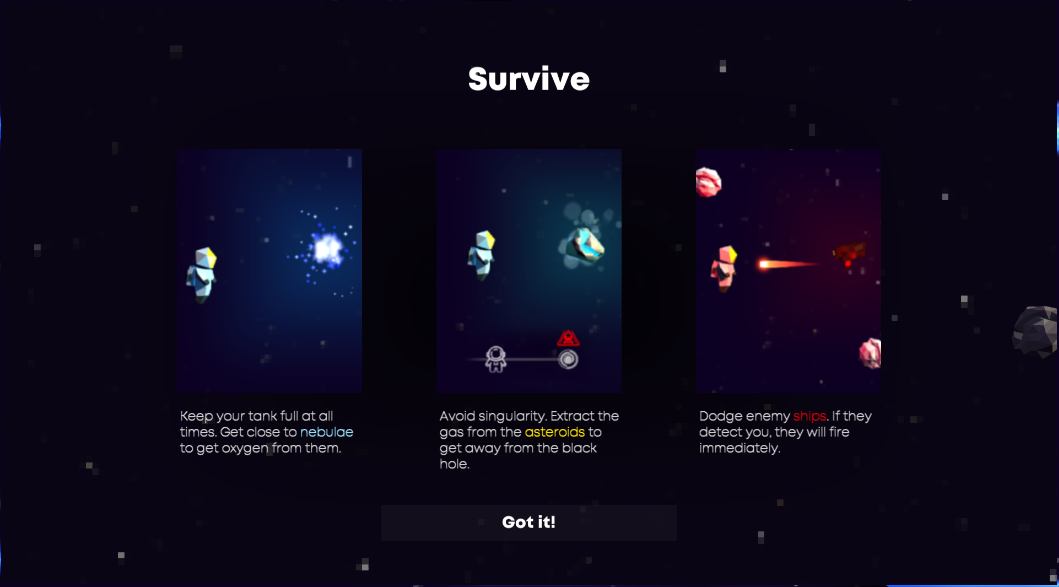 Survive
Keep your tank full at all
times. Get close to nebulae
to get oxygen from them.
Avoid singularity. Extract the
gas from the asteroids to
get away from the black
hole.
Dodge enemy ships. If they
detect you, they will fire
immediately.
Got it!